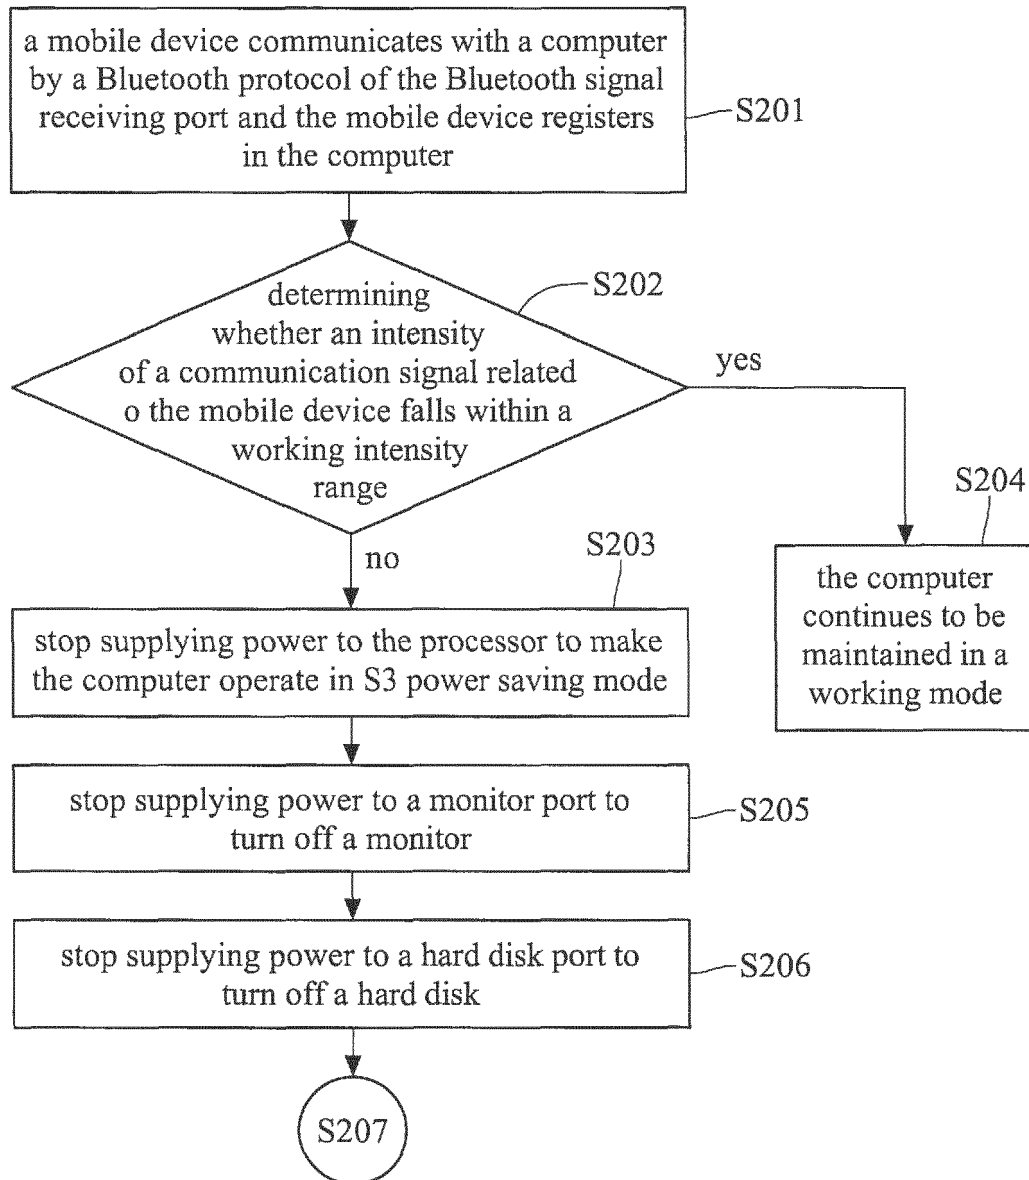 a mobile device communicates with a computer
by a Bluetooth protocol of the Bluetooth signal
receiving port and the mobile device registers
in the computer
S201
determining
whether an intensity
of a communication signal related
o the mobile device falls within a
working intensity
range
S202
yes
no
S203
stop supplying power to the processor to make
the computer operate in S3 power saving mode
S204
the computer
continues to be
maintained in a
working mode
stop supplying power to a monitor port to
turn off a monitor
S205
stop supplying power to a hard disk port to
turn off a hard disk
S206
S207